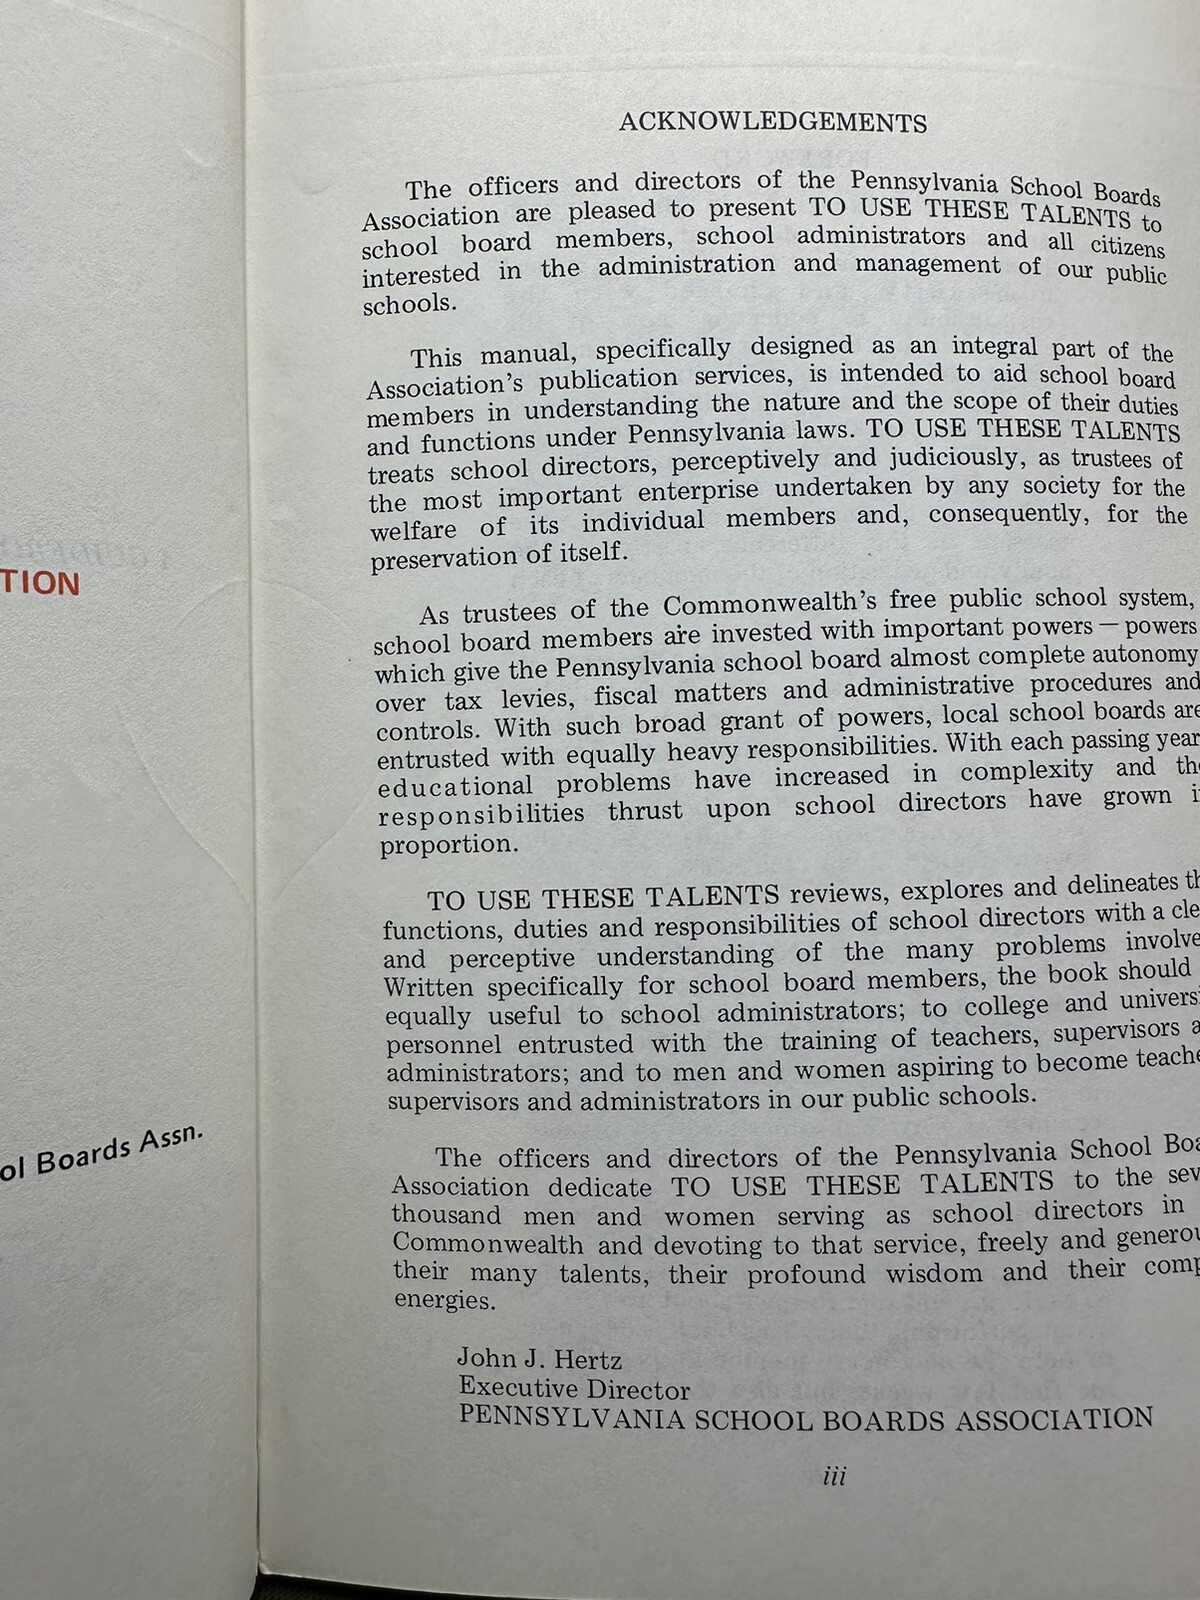 TION
ol Boards Assn.
ACKNOWLEDGEMENTS
The officers and directors of the Pennsylvania School Boards
Association are pleased to present TO USE THESE TALENTS to
school board members, school administrators and all citizens
interested in the administration and management of our public
schools.
This manual, specifically designed as an integral part of the
Association's publication services, is intended to aid school board
members in understanding the nature and the scope of their duties
and functions under Pennsylvania laws. TO USE THESE TALENTS
treats school directors, perceptively and judiciously, as trustees of
the most important enterprise undertaken by any society for the
welfare of its individual members and, consequently, for the
preservation of itself.
As trustees of the Commonwealth's free public school system,
school board members are invested with important powers — powers
which give the Pennsylvania school board almost complete autonomy
over tax levies, fiscal matters and administrative procedures and
controls. With such broad grant of powers, local school boards are
entrusted with equally heavy responsibilities. With each passing year
educational problems have increased in complexity and the
responsibilities thrust upon school directors have grown i
proportion.
TO USE THESE TALENTS reviews, explores and delineates th
functions, duties and responsibilities of school directors with a cle
and perceptive understanding of the many problems involve
Written specifically for school board members, the book should
equally useful to school administrators; to college and universi
personnel entrusted with the training of teachers, supervisors a
administrators; and to men and women aspiring to become teache
supervisors and administrators in our public schools.
The officers and directors of the Pennsylvania School Boa
Association dedicate TO USE THESE TALENTS to the sev
thousand men and women serving as school directors in
Commonwealth and devoting to that service, freely and generou
their many talents, their profound wisdom and their comp
energies.
John J. Hertz
Executive Director
PENNSYLVANIA SCHOOL BOARDS ASSOCIATION
iii